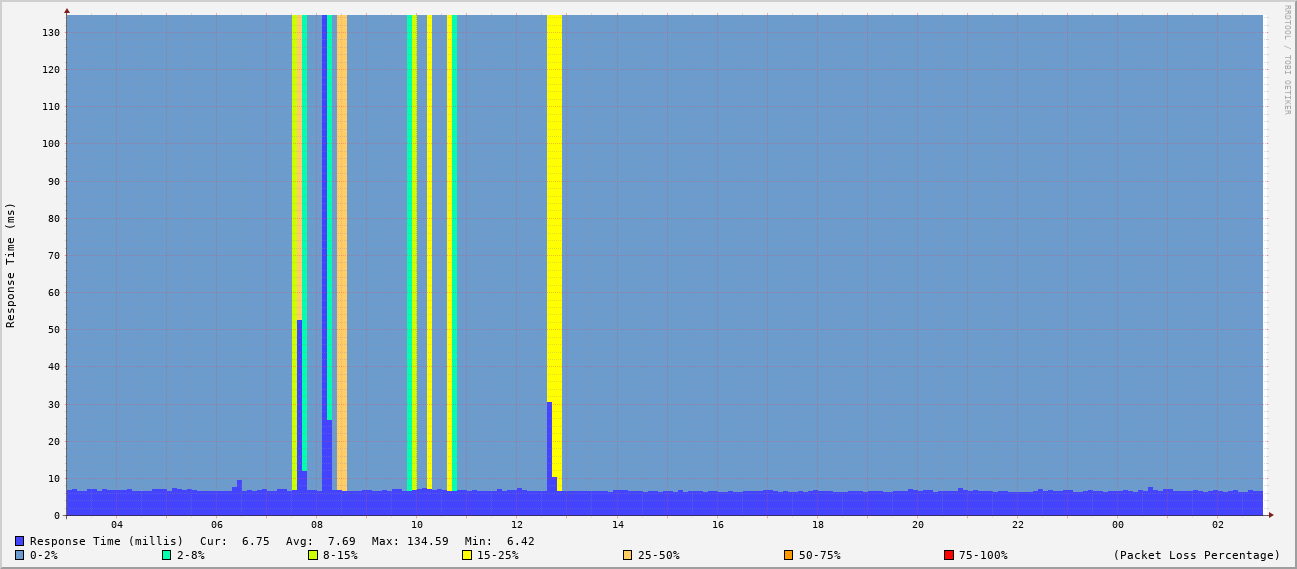 RRDTOOL / TOBI OETIKER
Response Time (ms)
130
120
110
100
90
80
70
60
50
40
30
20
10
0
04 06 08 10 12 14 16 18 20 22 00 02
Response Time (millis) Cur: 6.75 Avg: 7.69 Max: 134.59 Min: 6.42
0-2% 2-8% 8-15% 15-25% 25-50% 50-75% 75-100% (Packet Loss Percentage)